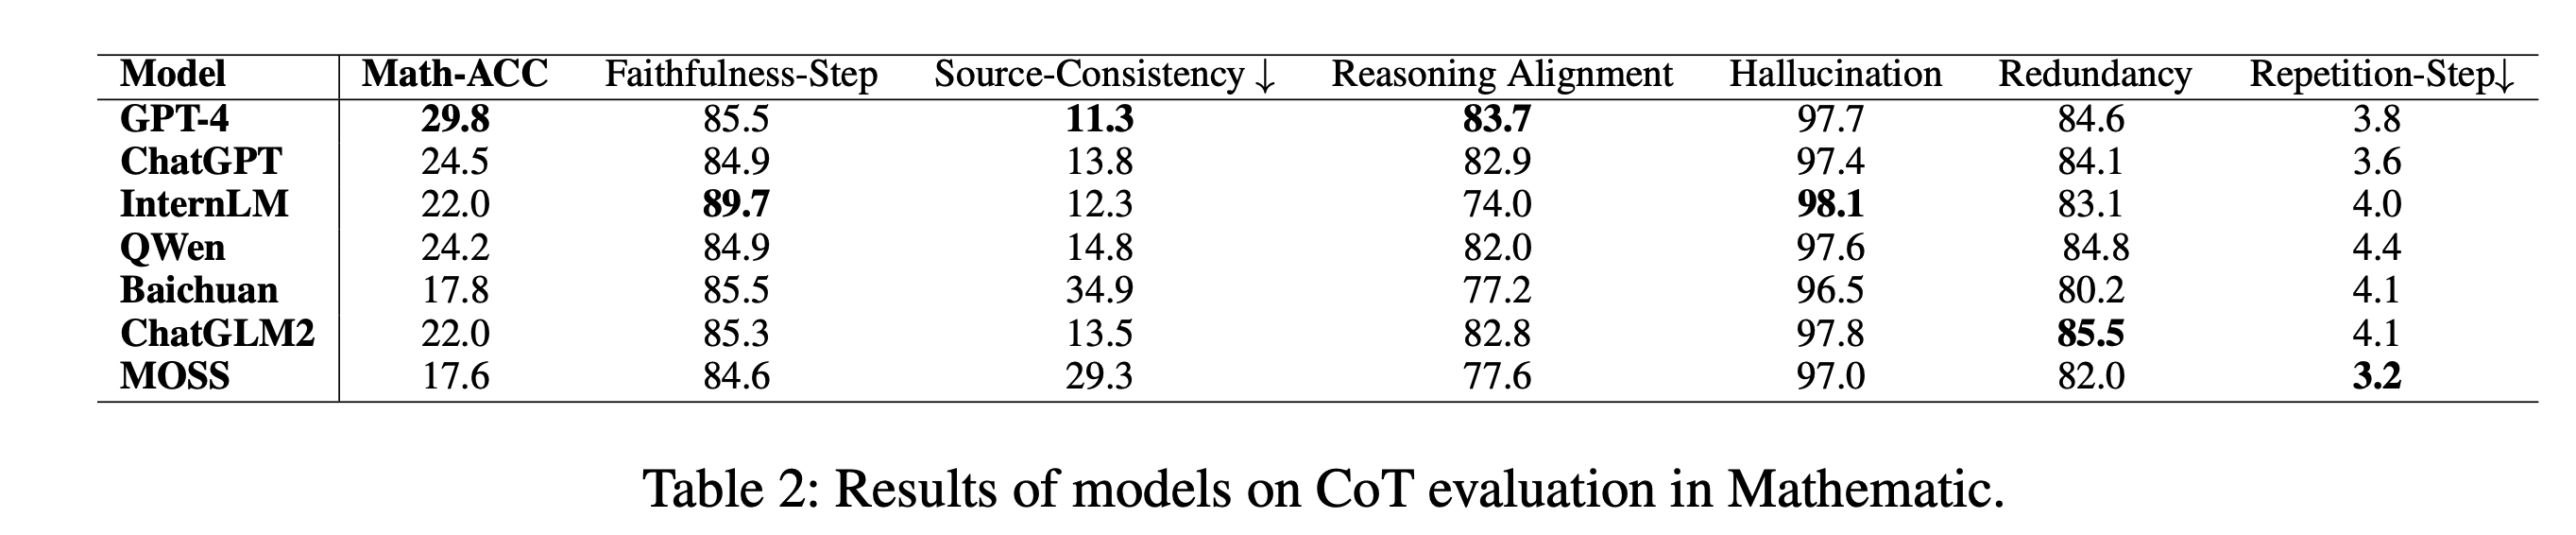 Model Math-ACC Faithfulness-Step Source-Consistency ↓ Reasoning Alignment Hallucination Redundancy Repetition-Step↓
GPT-4 29.8 85.5 11.3 83.7 97.7 84.6 3.8
ChatGPT 24.5 84.9 13.8 82.9 97.4 84.1 3.6
InternLM 22.0 89.7 12.3 74.0 98.1 83.1 4.0
QWen 24.2 84.9 14.8 82.0 97.6 84.8 4.4
Baichuan 17.8 85.5 34.9 77.2 96.5 80.2 4.1
ChatGLM2 22.0 85.3 13.5 82.8 97.8 85.5 4.1
MOSS 17.6 84.6 29.3 77.6 97.0 82.0 3.2
Table 2: Results of models on CoT evaluation in Mathematic.